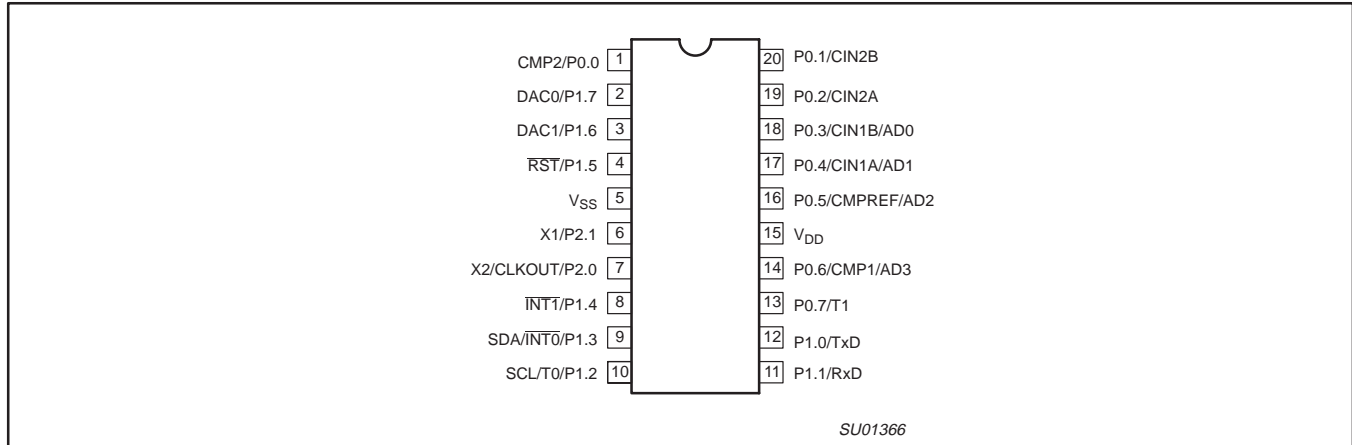 CMP2/P0.0 1 20 P0.1/CIN2B
DAC0/P1.7 2 19 P0.2/CIN2A
DAC1/P1.6 3 18 P0.3/CIN1B/AD0
R̅S̅T̅/P1.5 4 17 P0.4/CIN1A/AD1
VSS 5 16 P0.5/CMPREF/AD2
X1/P2.1 6 15 VDD
X2/CLKOUT/P2.0 7 14 P0.6/CMP1/AD3
I̅N̅T̅1̅/P1.4 8 13 P0.7/T1
SDA/I̅N̅T̅0̅/P1.3 9 12 P1.0/TxD
SCL/T0/P1.2 10 11 P1.1/RxD
SU01366